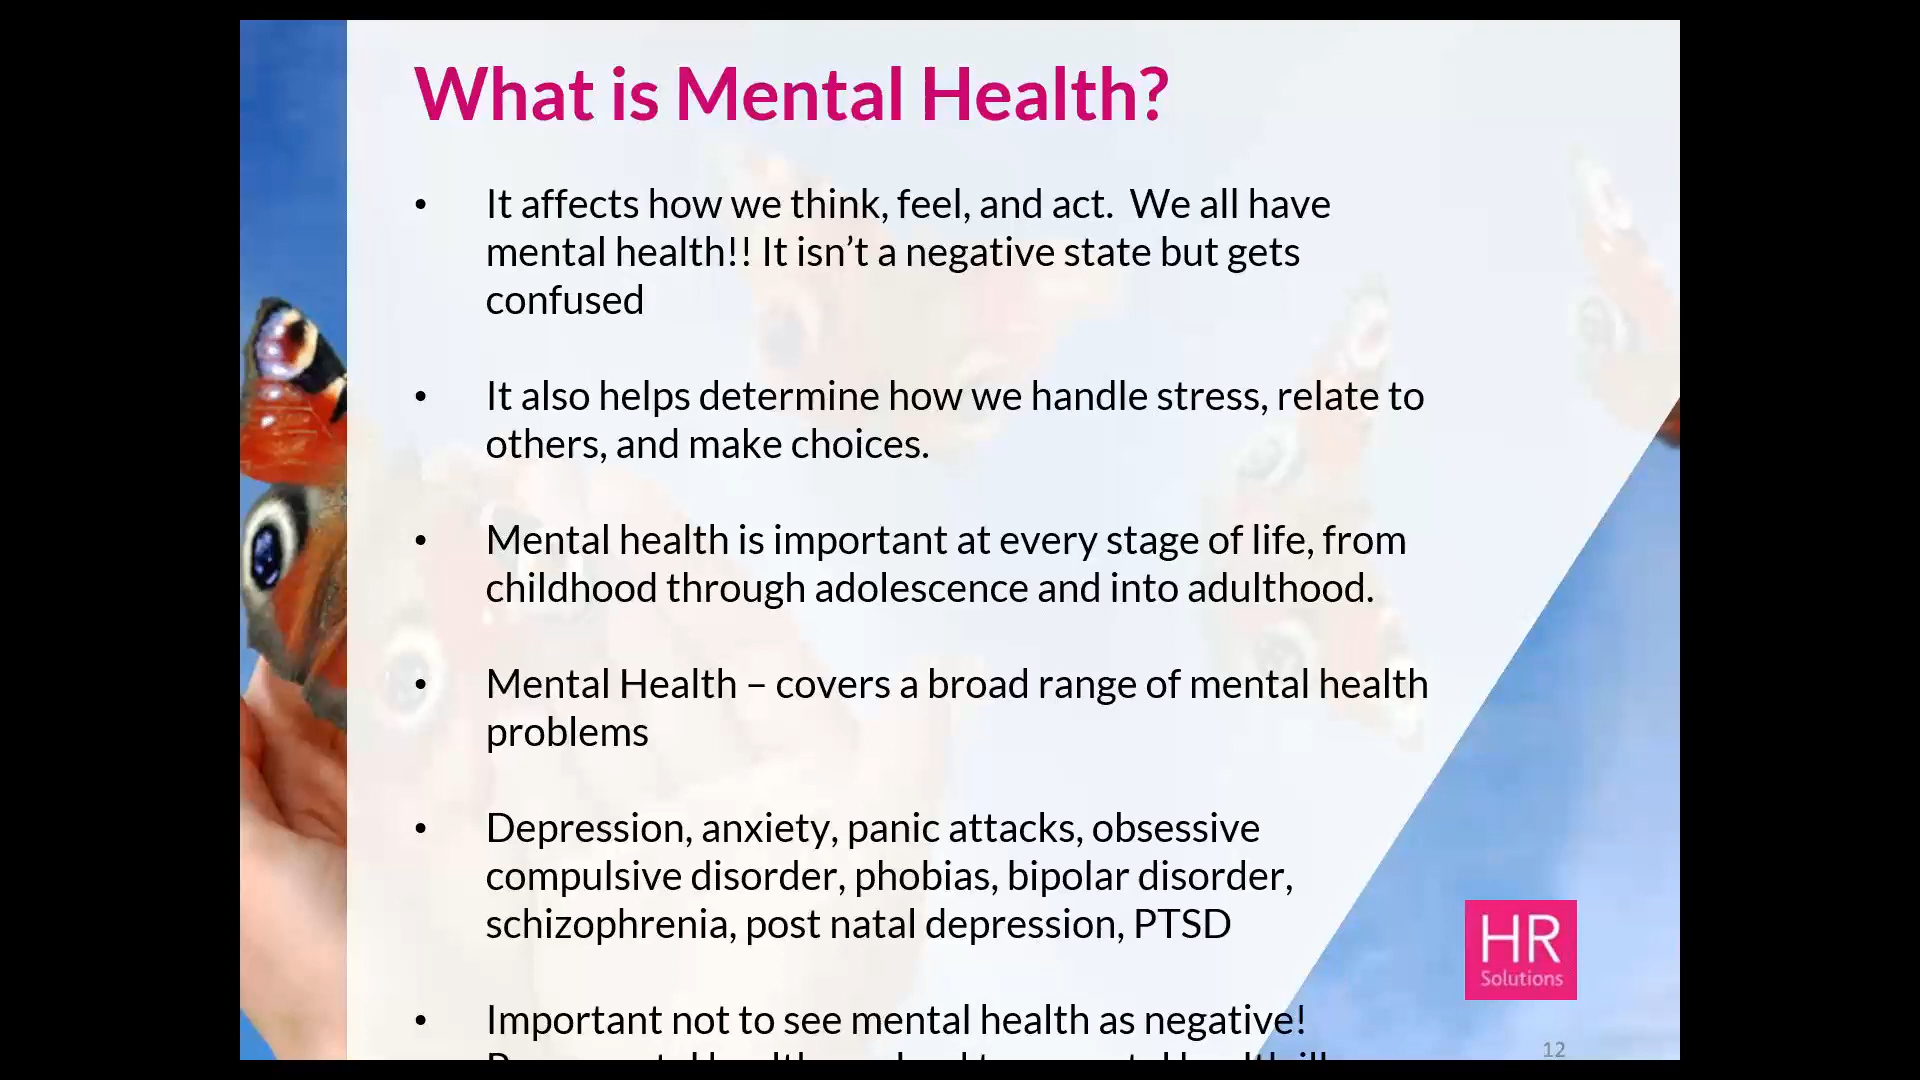 What is Mental Health?
• It affects how we think, feel, and act.  We all have
mental health!! It isn’t a negative state but gets
confused
• It also helps determine how we handle stress, relate to
others, and make choices.
• Mental health is important at every stage of life, from
childhood through adolescence and into adulthood.
• Mental Health – covers a broad range of mental health
problems
• Depression, anxiety, panic attacks, obsessive
compulsive disorder, phobias, bipolar disorder,
schizophrenia, post natal depression, PTSD
• Important not to see mental health as negative!
HR
Solutions
12